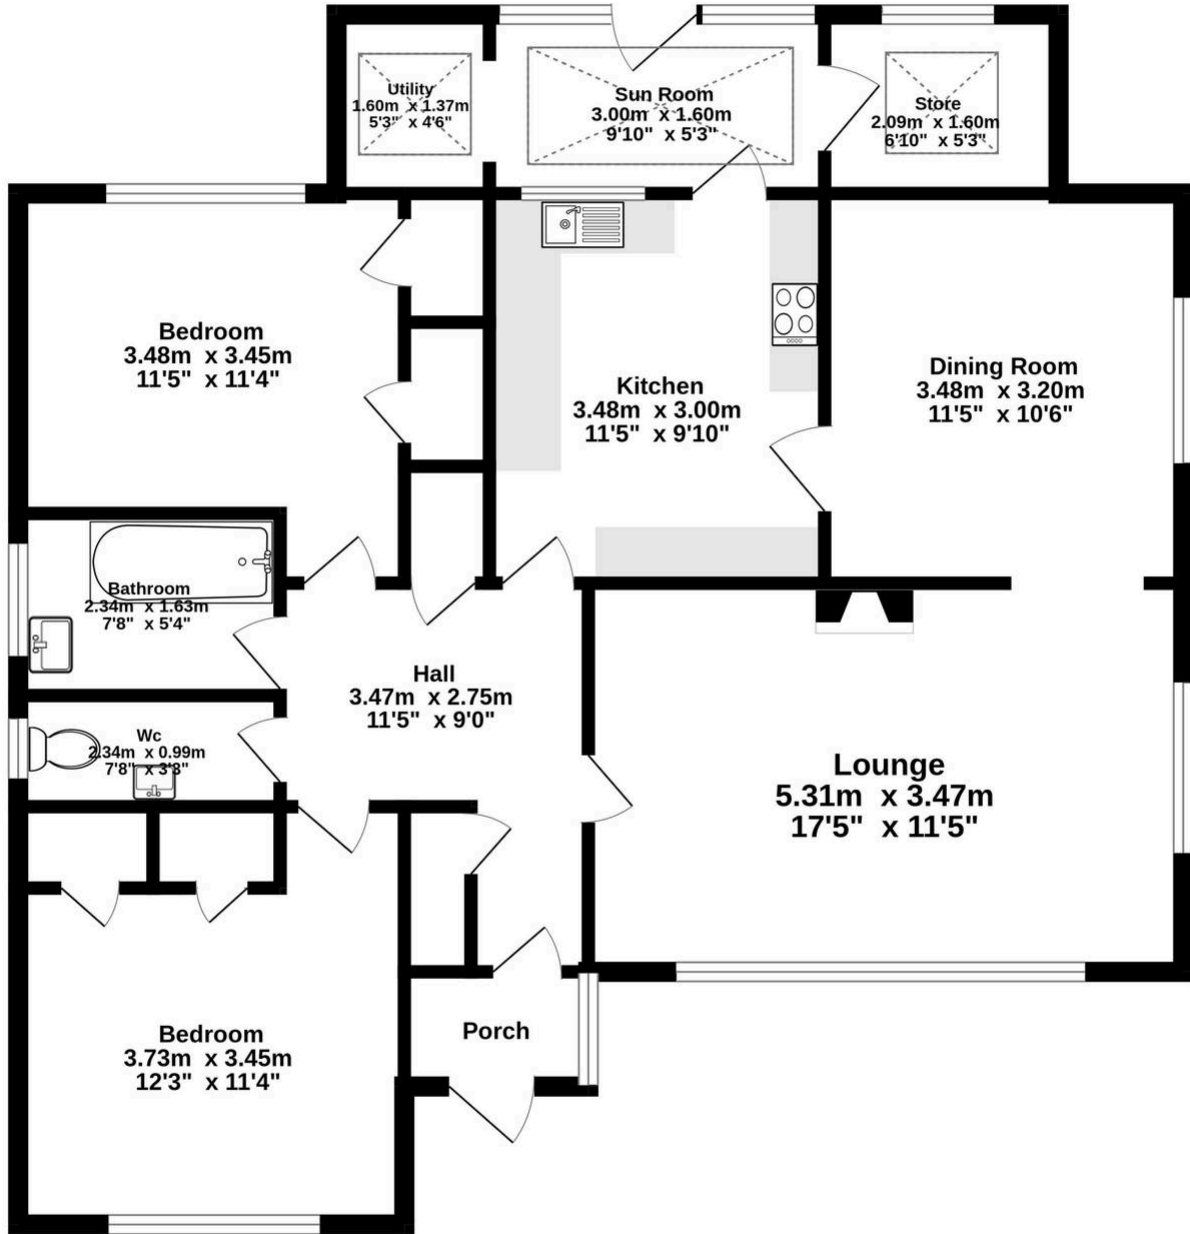 Utility
1.60m x 1.37m
5'3" x 4'6"
Sun Room
3.00m x 1.60m
9'10" x 5'3"
Store
2.09m x 1.60m
6'10" x 5'3"
Bedroom
3.48m x 3.45m
11'5" x 11'4"
Kitchen
3.48m x 3.00m
11'5" x 9'10"
Dining Room
3.48m x 3.20m
11'5" x 10'6"
Bathroom
2.34m x 1.63m
7'8" x 5'4"
Hall
3.47m x 2.75m
11'5" x 9'0"
Wc
2.34m x 0.99m
7'8" x 3'3"
Lounge
5.31m x 3.47m
17'5" x 11'5"
Bedroom
3.73m x 3.45m
12'3" x 11'4"
Porch